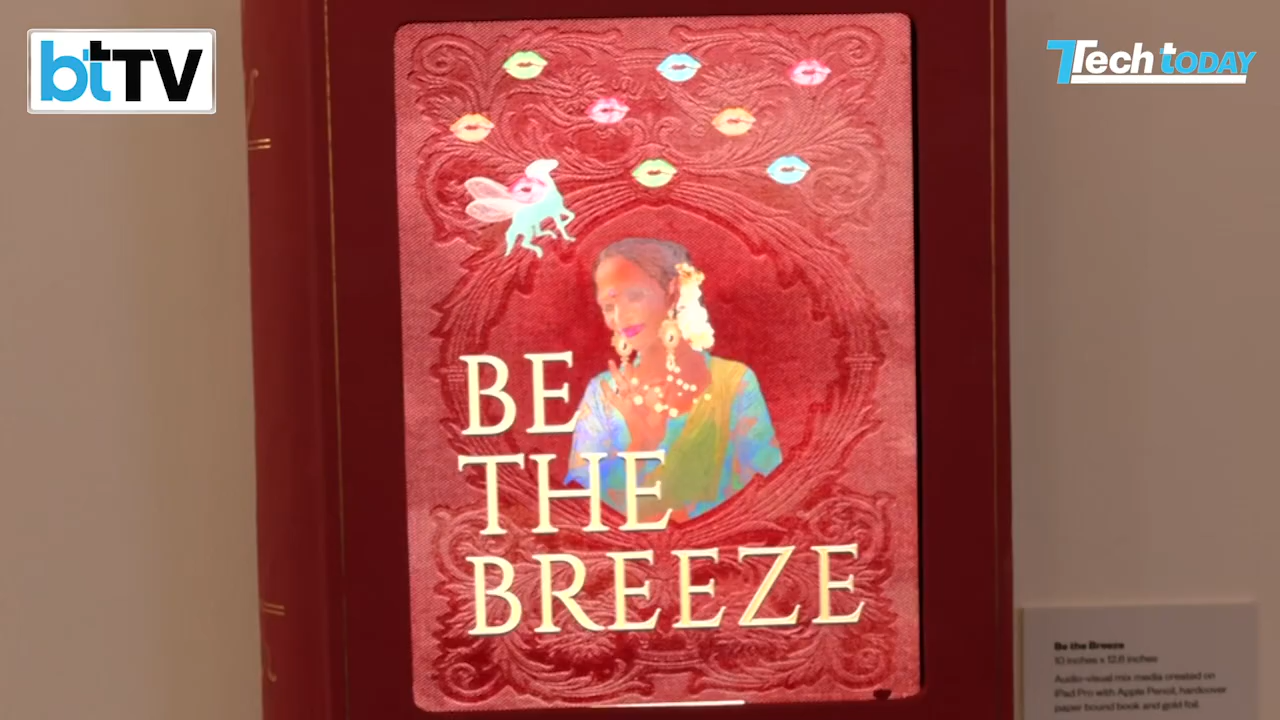 btTV
Tech today
BE
THE
BREEZE
Be the Breeze
10 inches x 12.6 inches
Audio-visual mix media created on
iPad Pro with Apple Pencil, hardcover
paper bound book and gold foil.